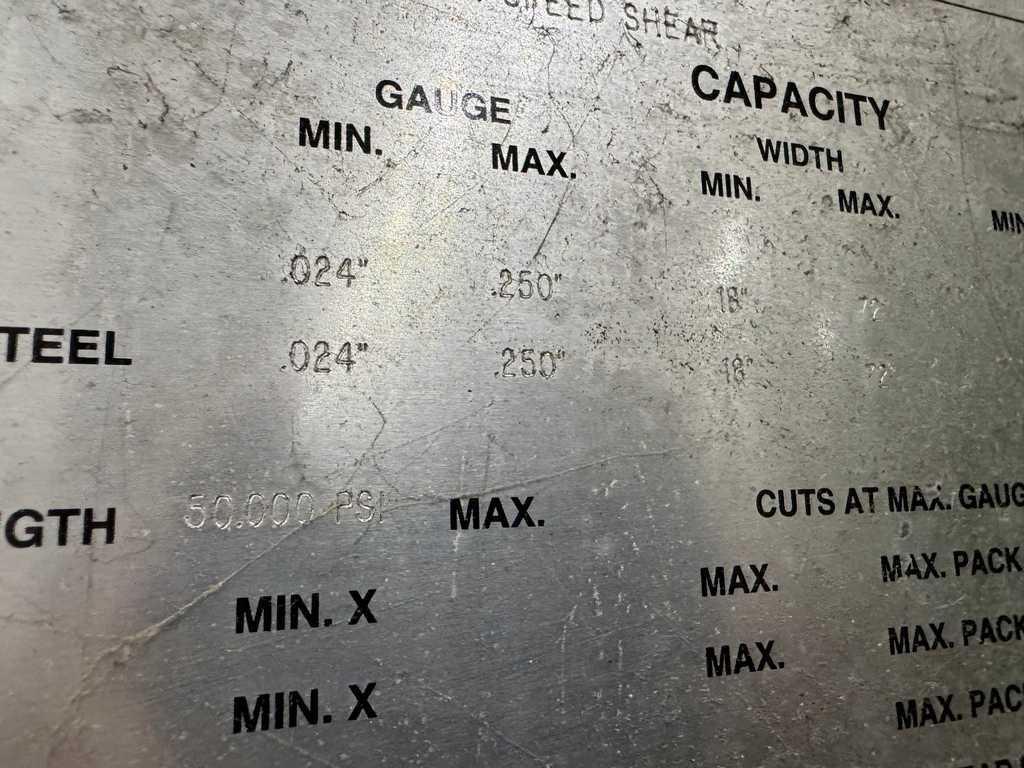 SPEED SHEAR
CAPACITY
GAUGE WIDTH
MIN. MAX. MIN. MAX. MIN
.024" .250" 18" 72"
TEEL .024" .250" 18" 72"
GTH 50.000 PSI MAX. CUTS AT MAX. GAUG
MIN. X MAX. MAX. PACK
MIN. X MAX. MAX. PACK
MAX. PAC